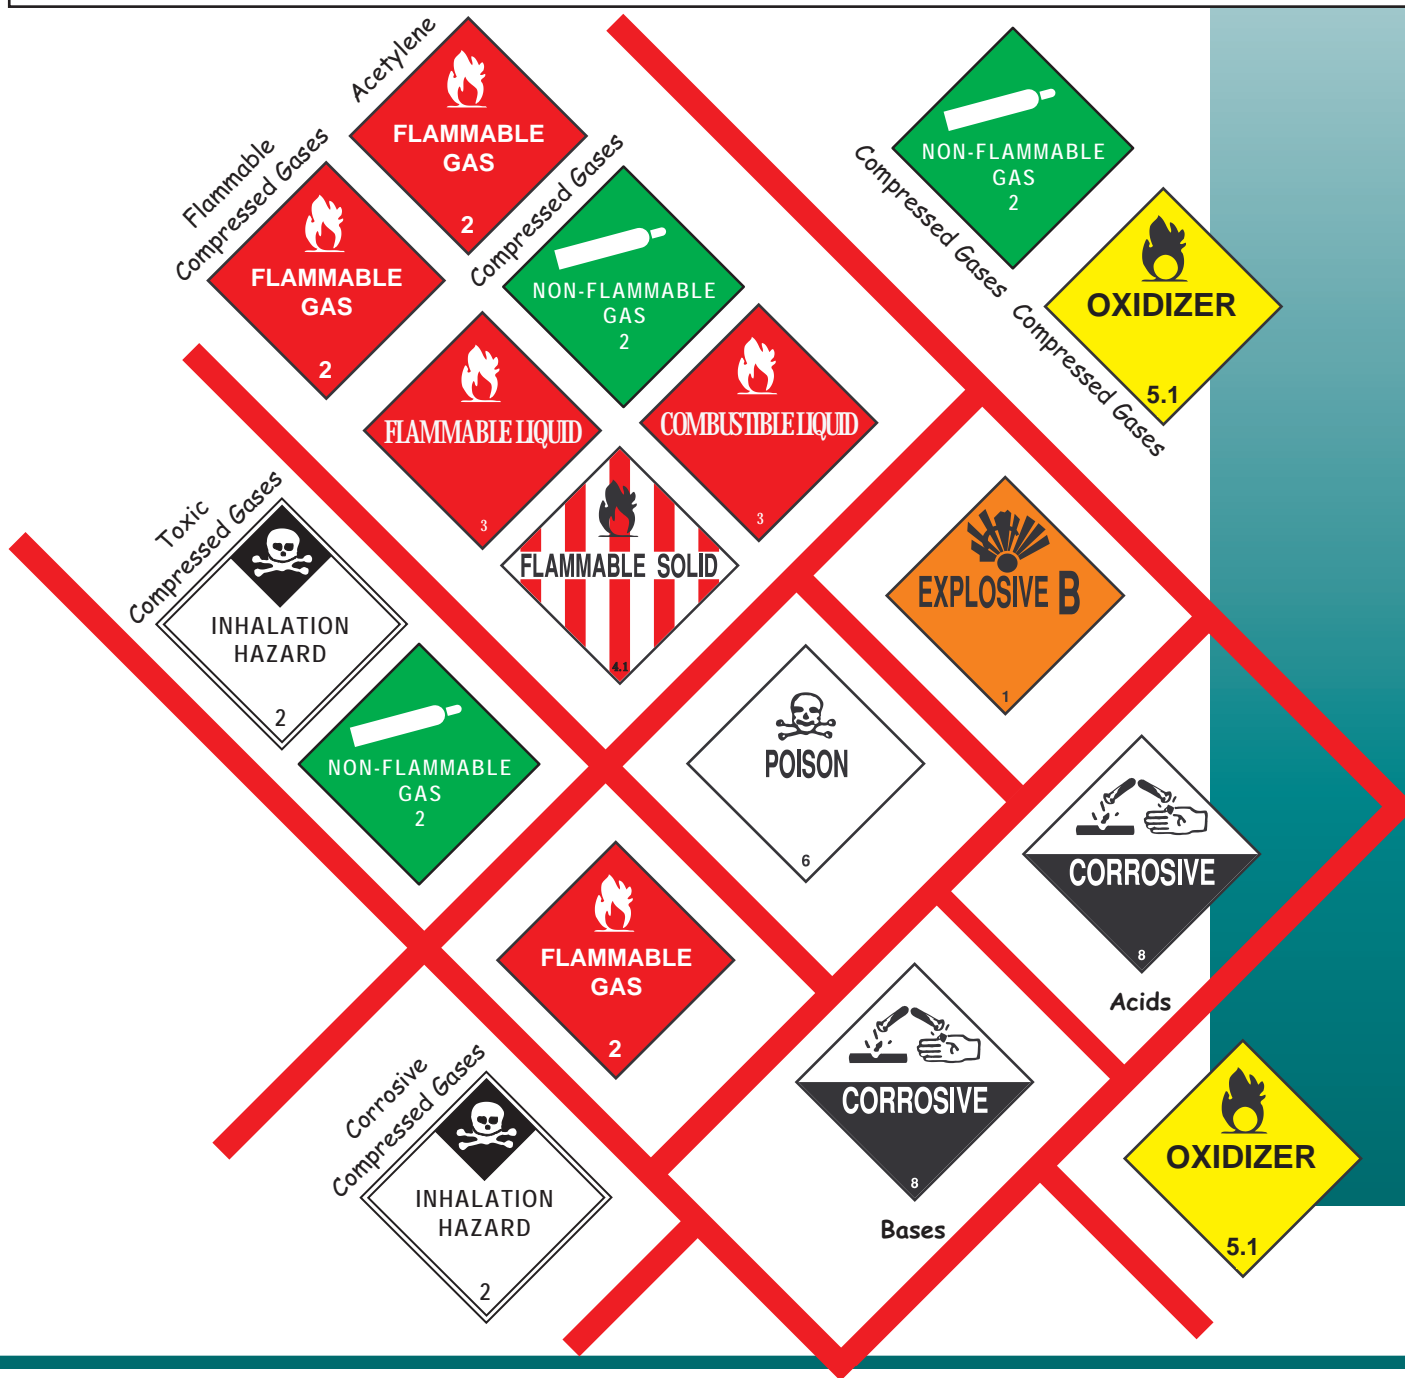 Acetylene
FLAMMABLE
GAS
2
Flammable
Compressed Gases
FLAMMABLE
GAS
2
Compressed Gases
NON-FLAMMABLE
GAS
2
NON-FLAMMABLE
GAS
2
Compressed Gases
OXIDIZER
5.1
Compressed Gases
FLAMMABLE LIQUID
3
COMBUSTIBLE LIQUID
3
FLAMMABLE SOLID
4.1
Toxic
Compressed Gases
INHALATION
HAZARD
2
NON-FLAMMABLE
GAS
2
EXPLOSIVE B
1
POISON
6
FLAMMABLE
GAS
2
CORROSIVE
8
Acids
CORROSIVE
8
Bases
Corrosive
Compressed Gases
INHALATION
HAZARD
2
OXIDIZER
5.1